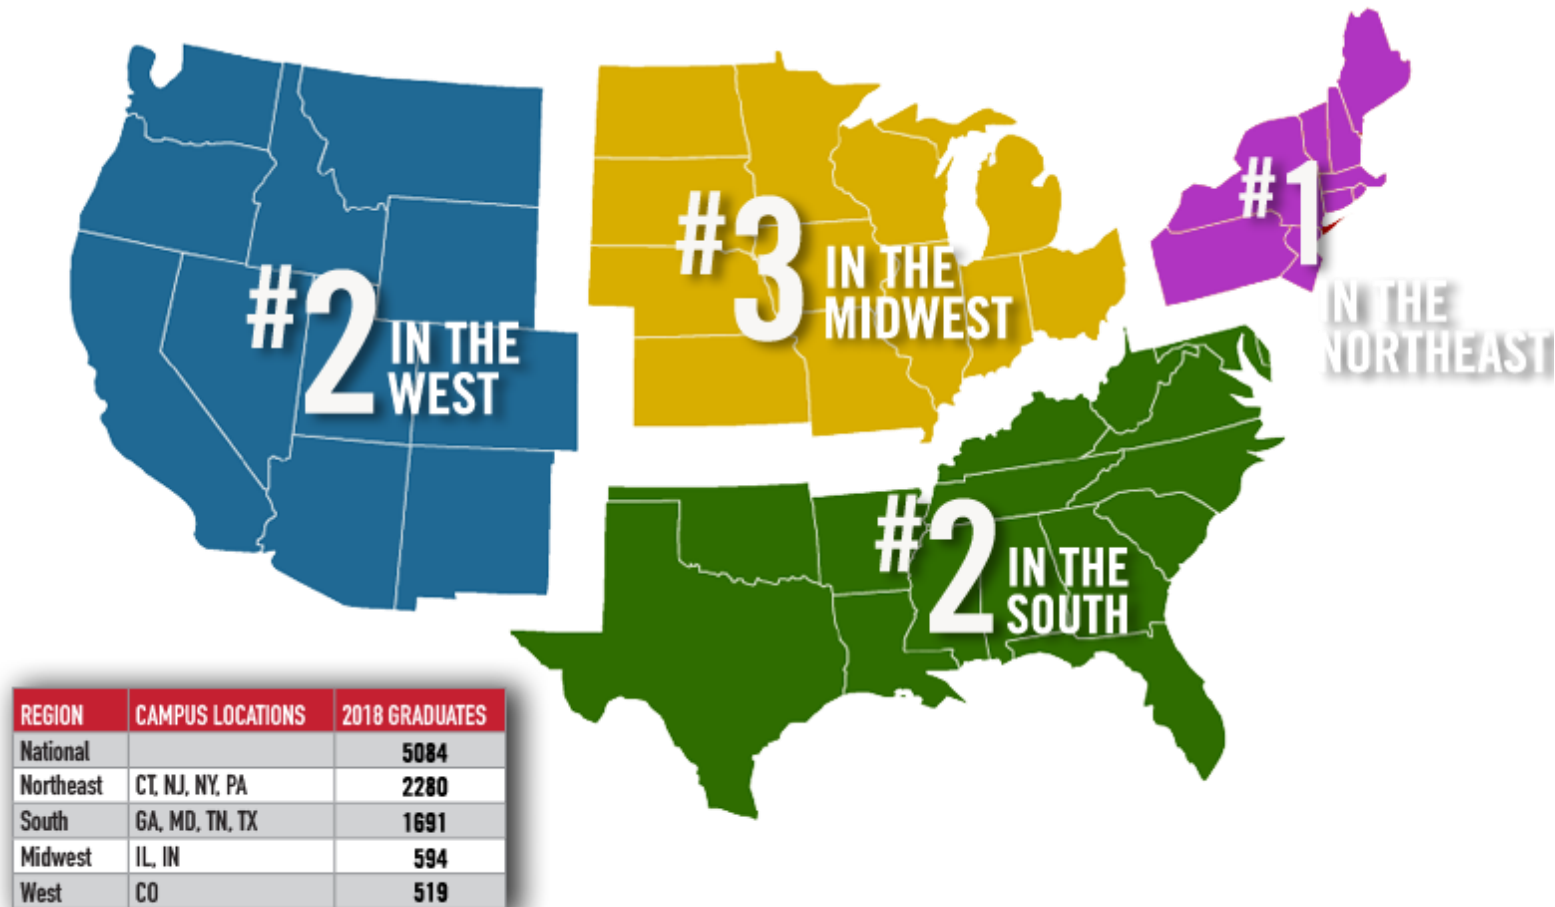 #1
IN THE
NORTHEAST
#3
IN THE
MIDWEST
#2
IN THE
WEST
#2
IN THE
SOUTH
REGION CAMPUS LOCATIONS 2018 GRADUATES
National 5084
Northeast CT, NJ, NY, PA 2280
South GA, MD, TN, TX 1691
Midwest IL, IN 594
West CO 519